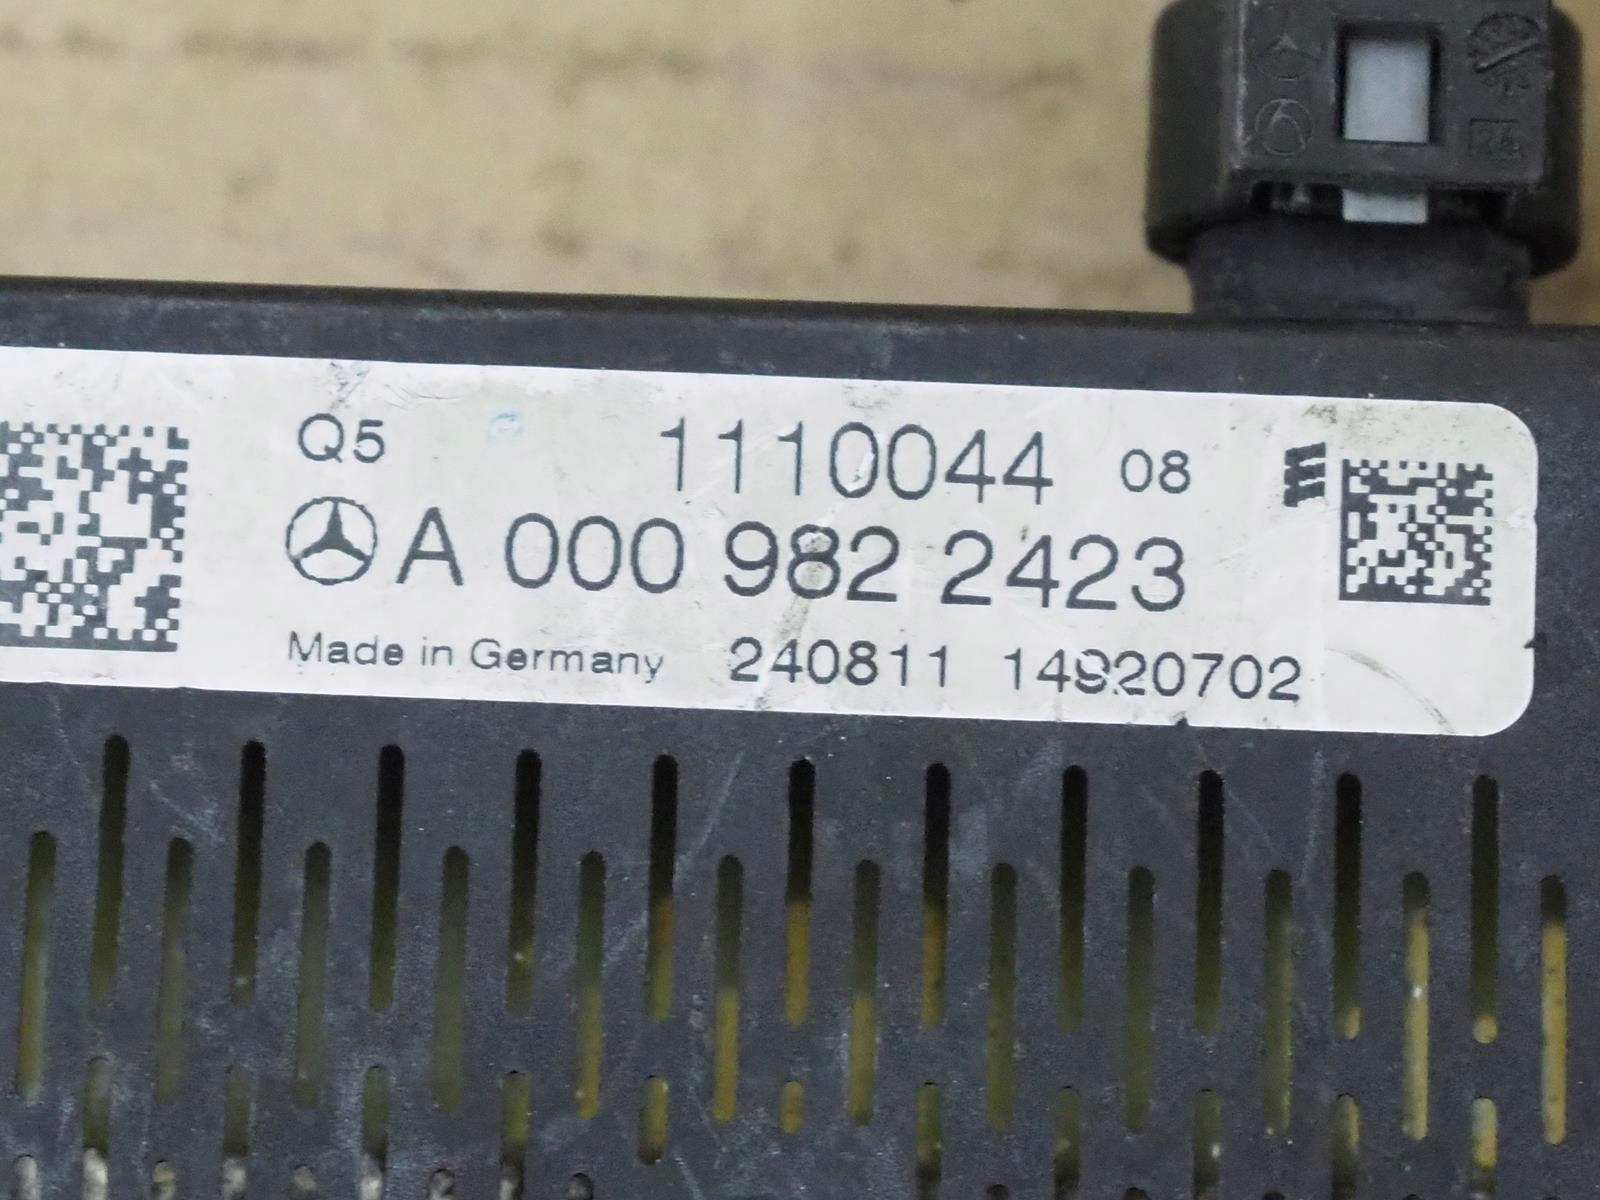 Q5 1110044 08
A 000 982 2423
Made in Germany 240811 14920702